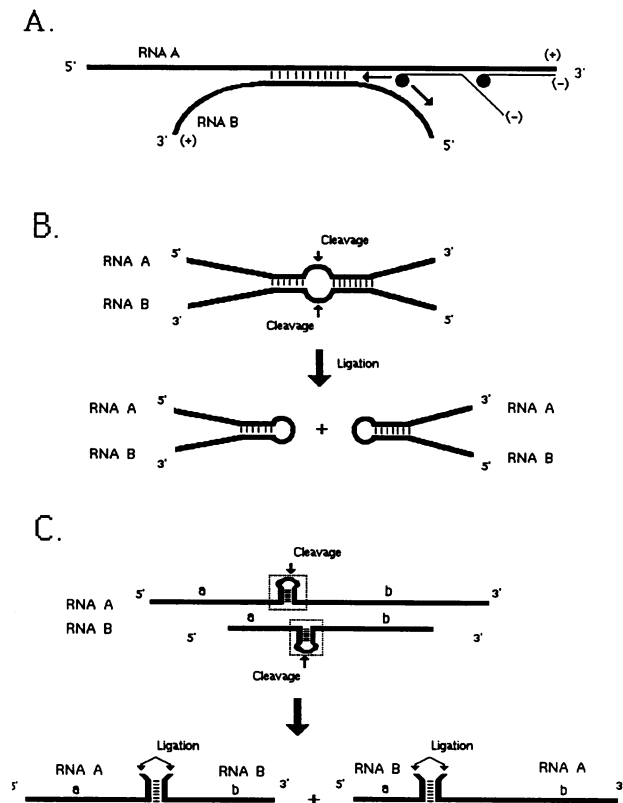 A.
RNA A
(+)
5'
3'
(-)
RNA B
(-)
3'
(+)
5'
B.
Cleavage
5'
3'
RNA A
RNA B
3'
Cleavage
5'
Ligation
5'
3'
RNA A
RNA A
+
RNA B
RNA B
3'
5'
C.
Cleavage
5'
a
b
3'
RNA A
a
b
RNA B
5'
3'
Cleavage
Ligation
Ligation
RNA A
RNA B
RNA B
RNA A
5'
a
b
3'
+
5'
a
b
3'